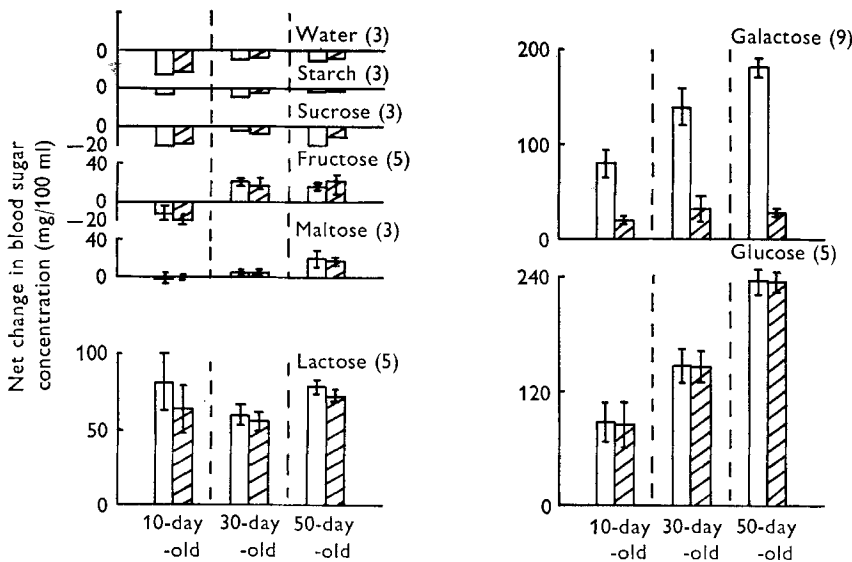 Net change in blood sugar
concentration (mg/100 ml)
Water (3)
0
Starch (3)
0
Sucrose (3)
0
−20
Fructose (5)
40
0
−20
Maltose (3)
40
0
Lactose (5)
100
50
0
10-day
-old
30-day
-old
50-day
-old
Galactose (9)
200
100
0
Glucose (5)
240
120
0
10-day
-old
30-day
-old
50-day
-old